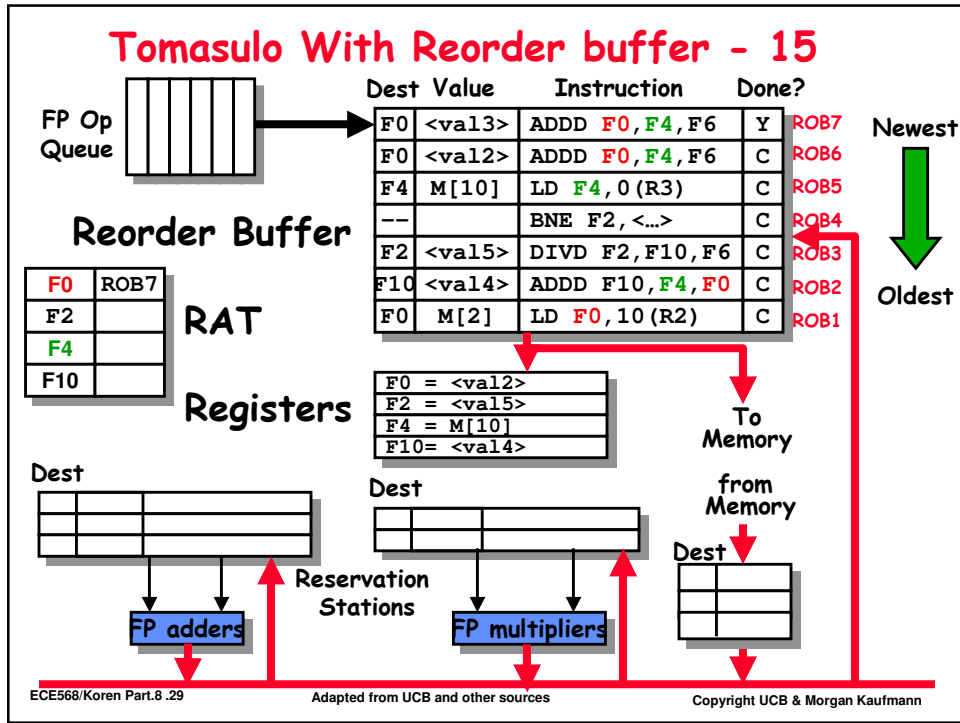 Tomasulo With Reorder buffer - 15
FP Op
Queue
Dest Value Instruction Done?
F0 <val3> ADDD F0,F4,F6 Y ROB7
F0 <val2> ADDD F0,F4,F6 C ROB6
F4 M[10] LD F4,0(R3) C ROB5
-- BNE F2,<…> C ROB4
F2 <val5> DIVD F2,F10,F6 C ROB3
F10 <val4> ADDD F10,F4,F0 C ROB2
F0 M[2] LD F0,10(R2) C ROB1
Newest
Oldest
Reorder Buffer
F0 ROB7
F2
F4
F10
RAT
Registers
F0 = <val2>
F2 = <val5>
F4 = M[10]
F10= <val4>
To
Memory
from
Memory
Dest
Dest
Dest
Reservation
Stations
FP adders
FP multipliers
ECE568/Koren Part.8 .29
Adapted from UCB and other sources
Copyright UCB & Morgan Kaufmann